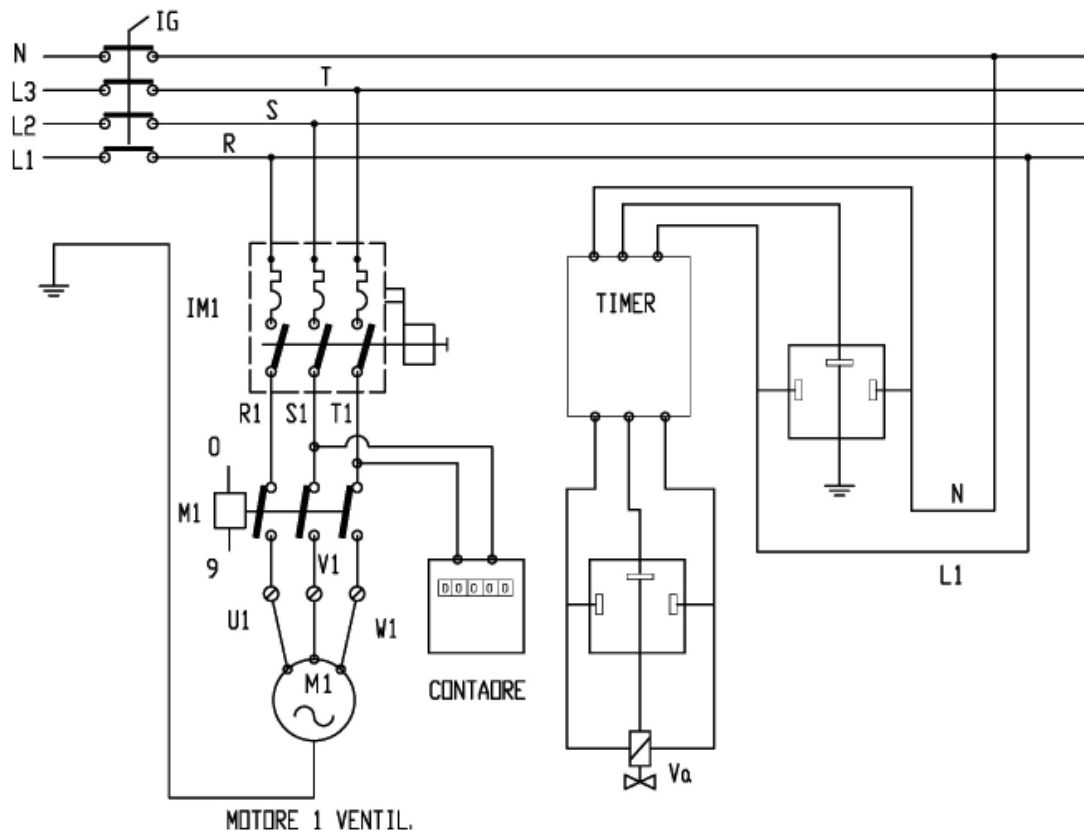 IG
N
L3
T
L2
S
L1
R
IM1
TIMER
R1 S1 T1
0
M1
9
V1
N
L1
00000
U1
W1
M1
CONTAORE
Va
MOTORE 1 VENTIL.